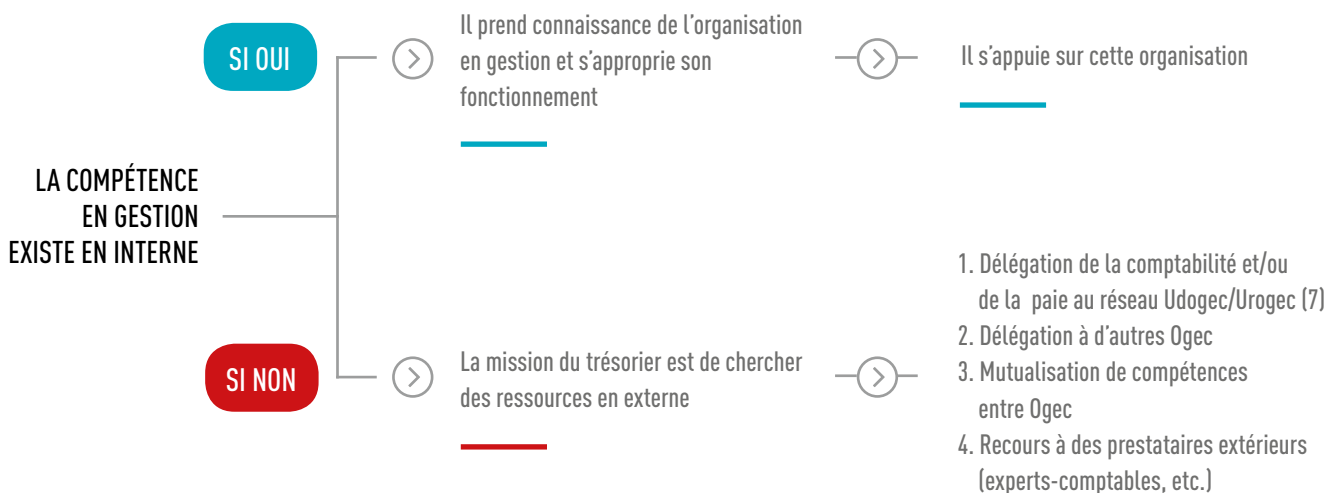 LA COMPÉTENCE
EN GESTION
EXISTE EN INTERNE
SI OUI
Il prend connaissance de l'organisation
en gestion et s'approprie son
fonctionnement
Il s'appuie sur cette organisation
SI NON
La mission du trésorier est de chercher
des ressources en externe
1. Délégation de la comptabilité et/ou
de la paie au réseau Udogec/Urogec (7)
2. Délégation à d'autres Ogec
3. Mutualisation de compétences
entre Ogec
4. Recours à des prestataires extérieurs
(experts-comptables, etc.)